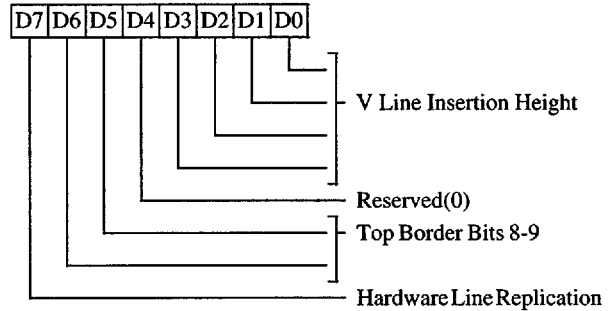 D7 D6 D5 D4 D3 D2 D1 D0
V Line Insertion Height
Reserved(0)
Top Border Bits 8-9
Hardware Line Replication